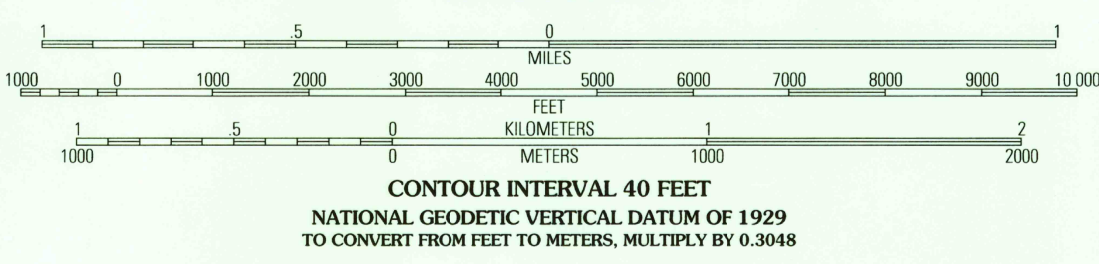 1 .5 0 1
MILES
1000 0 1000 2000 3000 4000 5000 6000 7000 8000 9000 10 000
FEET
1 .5 0 KILOMETERS 1 2
1000 0 METERS 1000 2000
CONTOUR INTERVAL 40 FEET
NATIONAL GEODETIC VERTICAL DATUM OF 1929
TO CONVERT FROM FEET TO METERS, MULTIPLY BY 0.3048